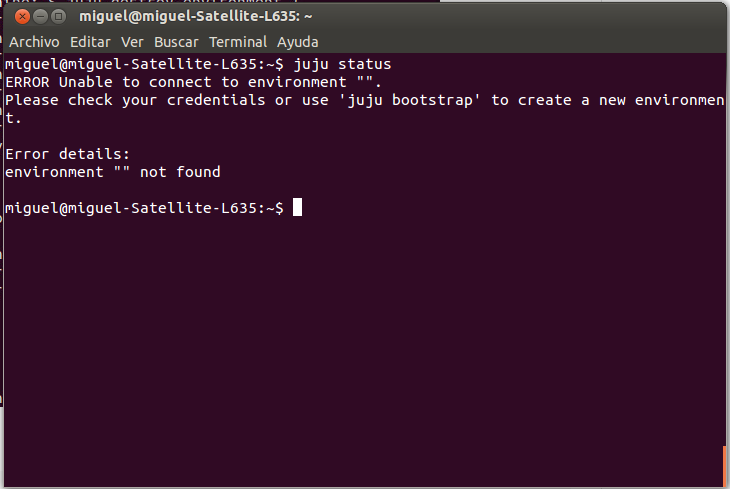 miguel@miguel-Satellite-L635: ~
Archivo Editar Ver Buscar Terminal Ayuda
miguel@miguel-Satellite-L635:~$ juju status
ERROR Unable to connect to environment "".
Please check your credentials or use 'juju bootstrap' to create a new environmen
t.
Error details:
environment "" not found
miguel@miguel-Satellite-L635:~$